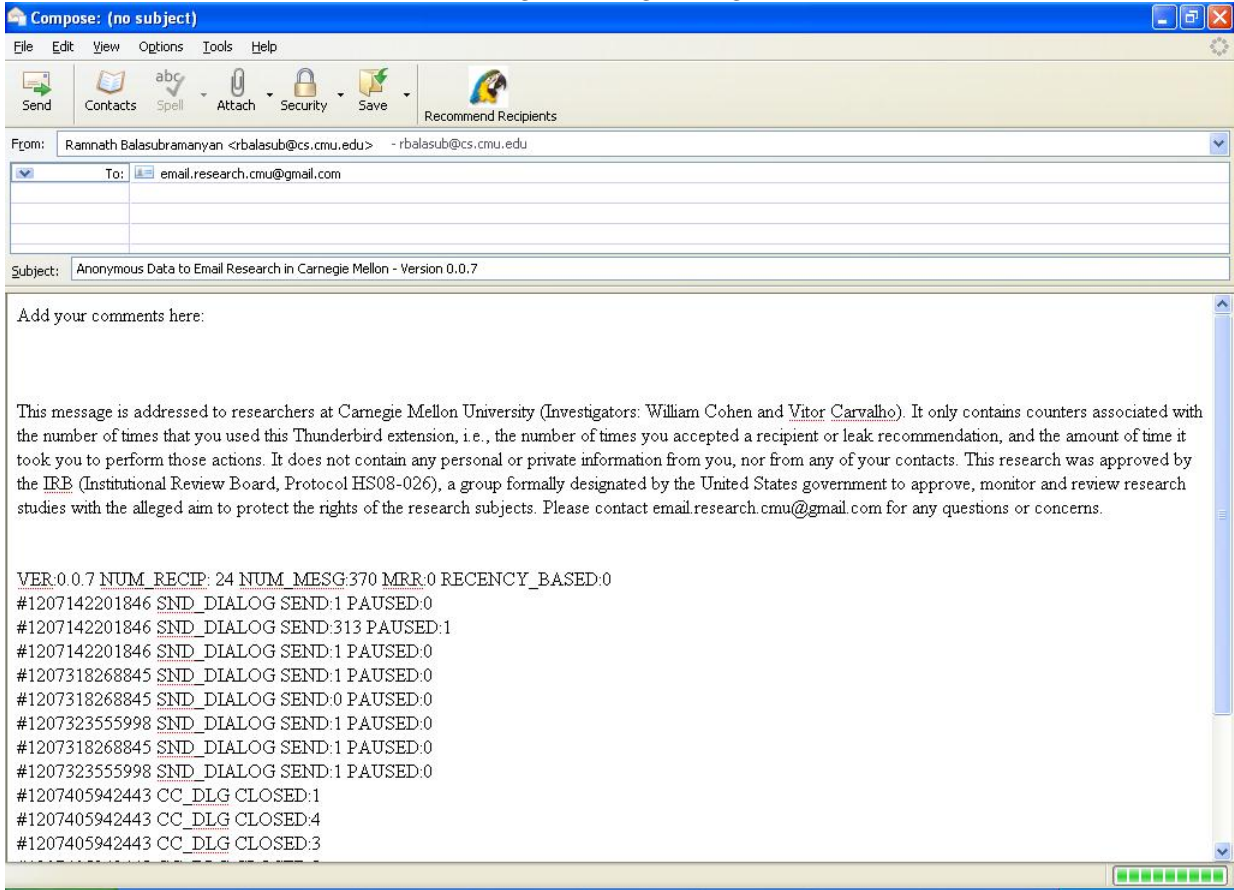 Compose: (no subject)
File Edit View Options Tools Help
Send Contacts Spell Attach Security Save Recommend Recipients
From: Ramnath Balasubramanyan <rbalasub@cs.cmu.edu> - rbalasub@cs.cmu.edu
To: email.research.cmu@gmail.com
Subject: Anonymous Data to Email Research in Carnegie Mellon - Version 0.0.7
Add your comments here:
This message is addressed to researchers at Carnegie Mellon University (Investigators: William Cohen and Vitor Carvalho). It only contains counters associated with
the number of times that you used this Thunderbird extension, i.e., the number of times you accepted a recipient or leak recommendation, and the amount of time it
took you to perform those actions. It does not contain any personal or private information from you, nor from any of your contacts. This research was approved by
the IRB (Institutional Review Board, Protocol HS08-026), a group formally designated by the United States government to approve, monitor and review research
studies with the alleged aim to protect the rights of the research subjects. Please contact email.research.cmu@gmail.com for any questions or concerns.
VER:0.0.7 NUM_RECIP: 24 NUM_MESG:370 MRR:0 RECENCY_BASED:0
#1207142201846 SND_DIALOG SEND:1 PAUSED:0
#1207142201846 SND_DIALOG SEND:313 PAUSED:1
#1207142201846 SND_DIALOG SEND:1 PAUSED:0
#1207318268845 SND_DIALOG SEND:1 PAUSED:0
#1207318268845 SND_DIALOG SEND:0 PAUSED:0
#1207323555998 SND_DIALOG SEND:1 PAUSED:0
#1207318268845 SND_DIALOG SEND:1 PAUSED:0
#1207323555998 SND_DIALOG SEND:1 PAUSED:0
#1207405942443 CC_DLG CLOSED:1
#1207405942443 CC_DLG CLOSED:4
#1207405942443 CC_DLG CLOSED:3